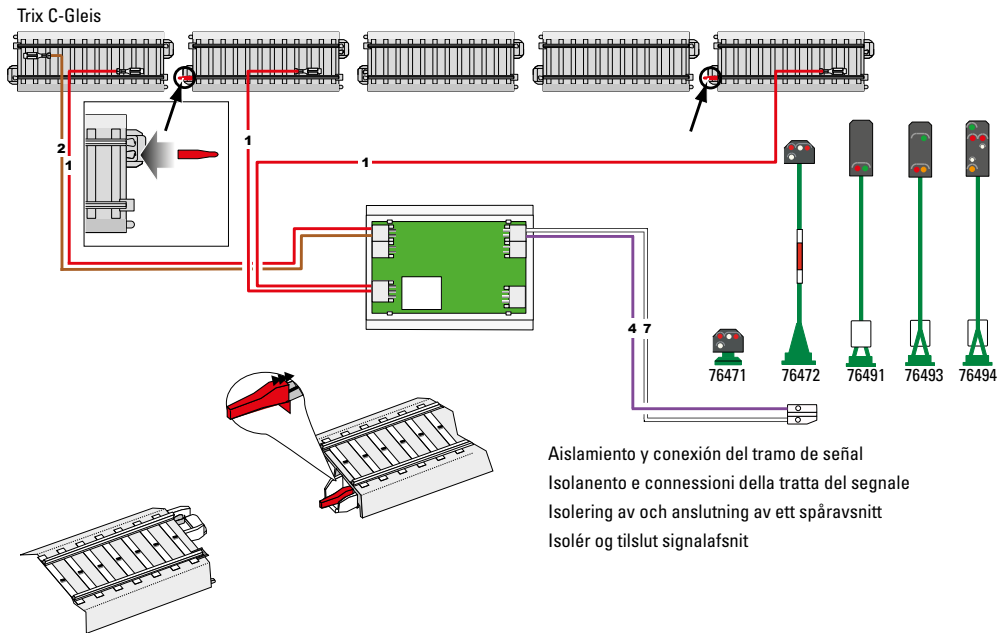 Trix C-Gleis
2
1
1
1
4 7
76471
76472
76491
76493
76494
Aislamiento y conexión del tramo de señal
Isolanento e connessioni della tratta del segnale
Isolering av och anslutning av ett spåravsnitt
Isolér og tilslut signalafsnit